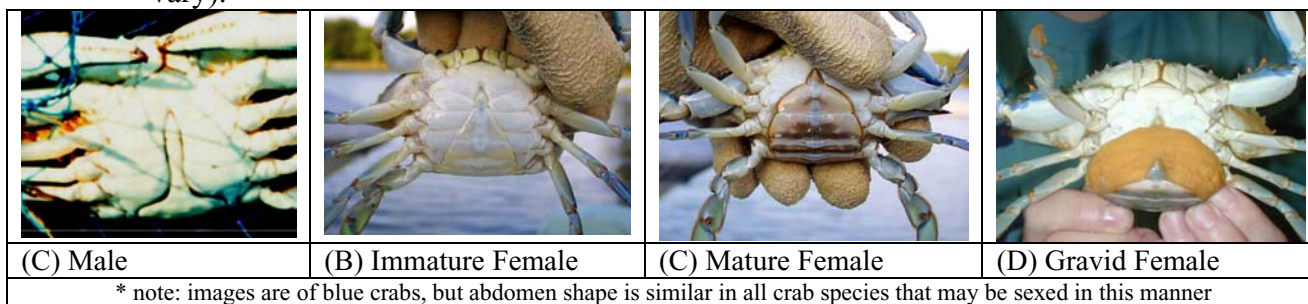 vary).
(C) Male
(B) Immature Female
(C) Mature Female
(D) Gravid Female
* note: images are of blue crabs, but abdomen shape is similar in all crab species that may be sexed in this manner